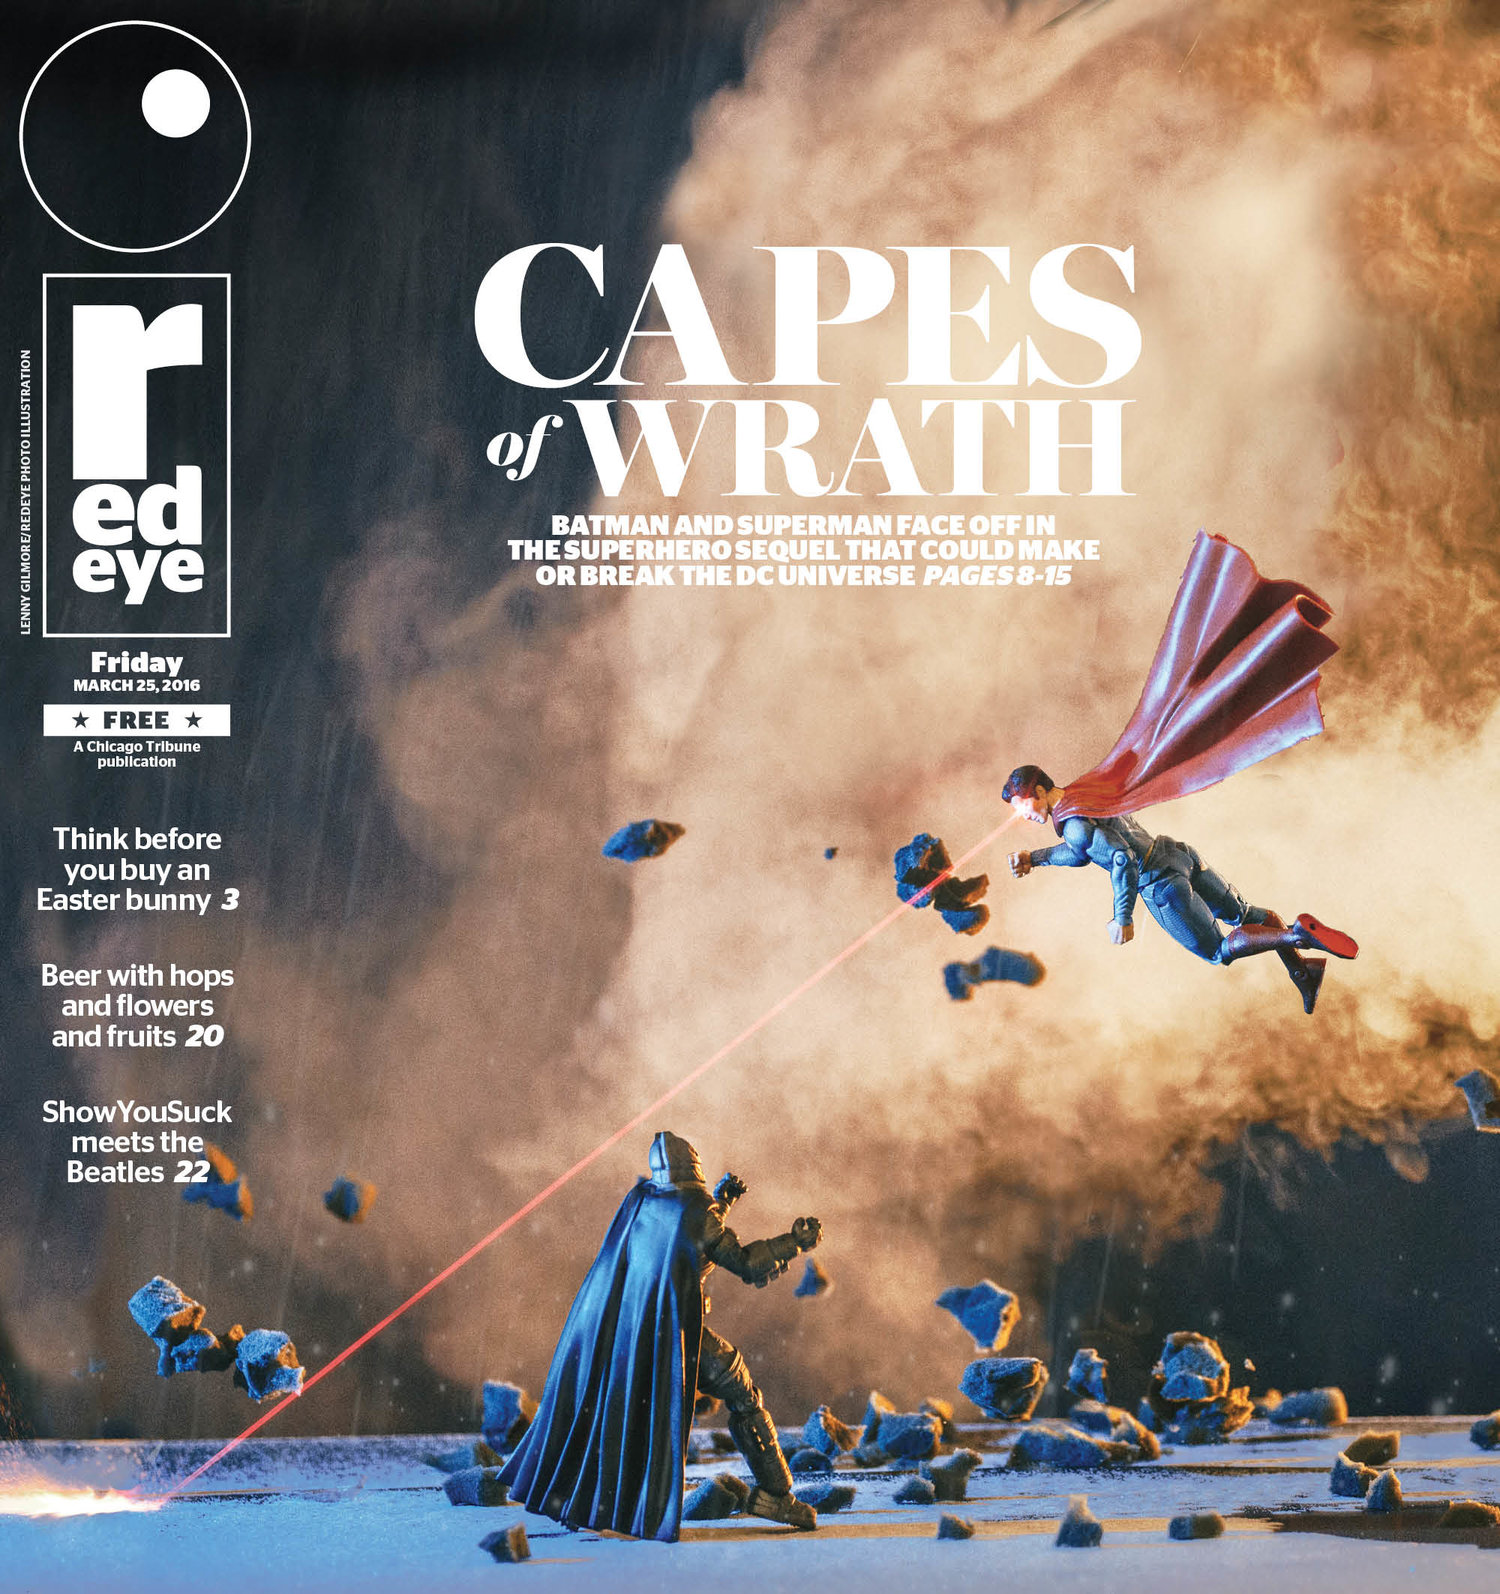 r
ed
eye
LENNY GILMORE/REDEYE PHOTO ILLUSTRATION
Friday
MARCH 25, 2016
★ FREE ★
A Chicago Tribune
publication
CAPES
of WRATH
BATMAN AND SUPERMAN FACE OFF IN
THE SUPERHERO SEQUEL THAT COULD MAKE
OR BREAK THE DC UNIVERSE PAGES 8-15
Think before
you buy an
Easter bunny 3
Beer with hops
and flowers
and fruits 20
ShowYouSuck
meets the
Beatles 22